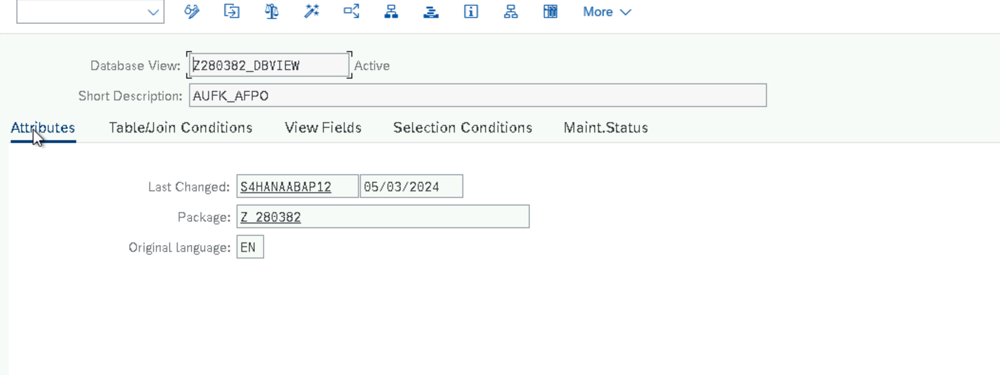 More
Database View: Z280382_DBVIEW Active
Short Description: AUFK_AFPO
Attributes Table/Join Conditions View Fields Selection Conditions Maint.Status
Last Changed: S4HANAABAP12 05/03/2024
Package: Z_280382
Original language: EN